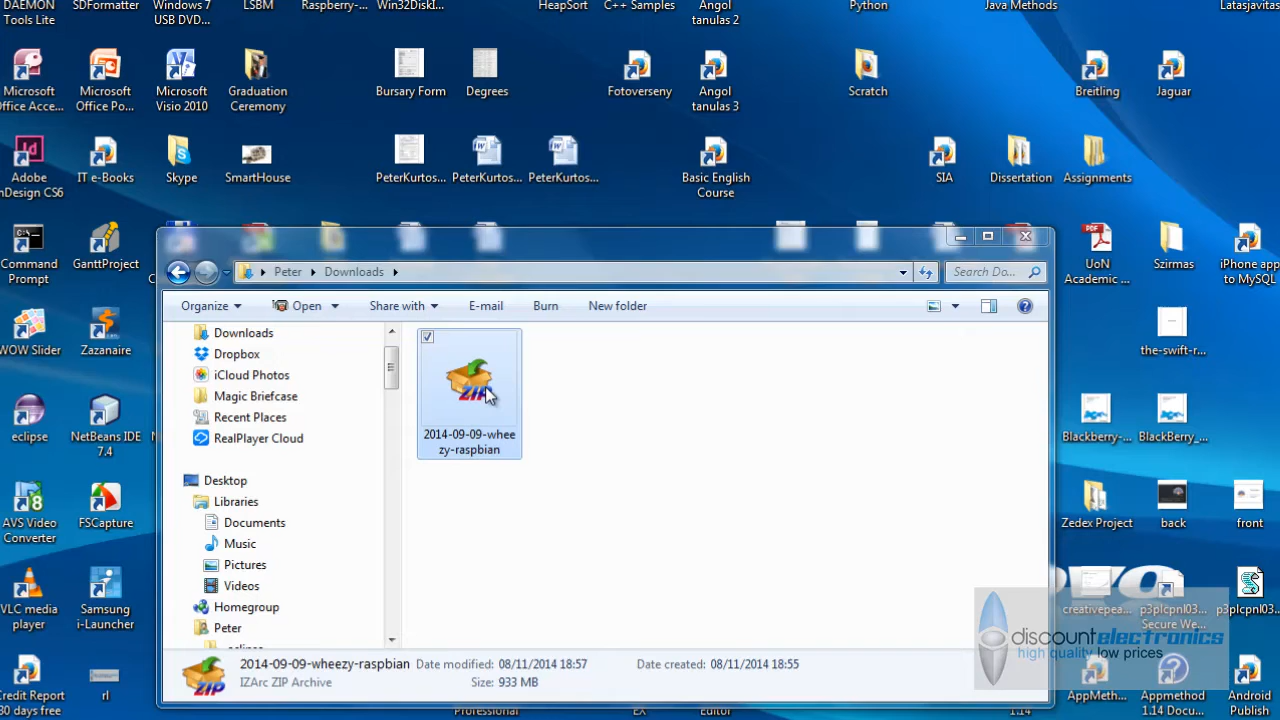 DAEMON
Tools Lite
SDFormatter
Windows 7
USB DVD...
LSBM
Raspberry-...
Win32DiskI...
HeapSort
C++ Samples
Angol
tanulas 2
Python
Java Methods
Latasjavitas
Microsoft
Office Acce...
Microsoft
Office Po...
Microsoft
Visio 2010
Graduation
Ceremony
Bursary Form
Degrees
Fotoverseny
Angol
tanulas 3
Scratch
Breitling
Jaguar
Adobe
nDesign CS6
IT e-Books
Skype
SmartHouse
PeterKurtos...
PeterKurtos...
PeterKurtos...
Basic English
Course
SIA
Dissertation
Assignments
Command
Prompt
GanttProject
UoN
Academic ...
Szirmas
iPhone app
to MySQL
WOW Slider
Zazanaire
the-swift-r...
eclipse
NetBeans IDE
7.4
Blackberry-...
BlackBerry_...
AVS Video
Converter
FSCapture
Zedex Project
back
front
VLC media
player
Samsung
i-Launcher
creativepea...
p3plcpnl03...
Secure We...
p3plcpnl03...
Credit Report
30 days free
rl
AppMeth...
1.14
Appmethod
1.14 Docu...
Android
Publish
Professional
EX
Editor
Peter
Downloads
Search Do...
Organize
Open
Share with
E-mail
Burn
New folder
Downloads
Dropbox
iCloud Photos
Magic Briefcase
Recent Places
RealPlayer Cloud
Desktop
Libraries
Documents
Music
Pictures
Videos
Homegroup
Peter
eclipse
ZIP
2014-09-09-whee
zy-raspbian
ZIP
2014-09-09-wheezy-raspbian
Date modified: 08/11/2014 18:57
Date created: 08/11/2014 18:55
IZArc ZIP Archive
Size: 933 MB
discountelectronics
high quality low prices